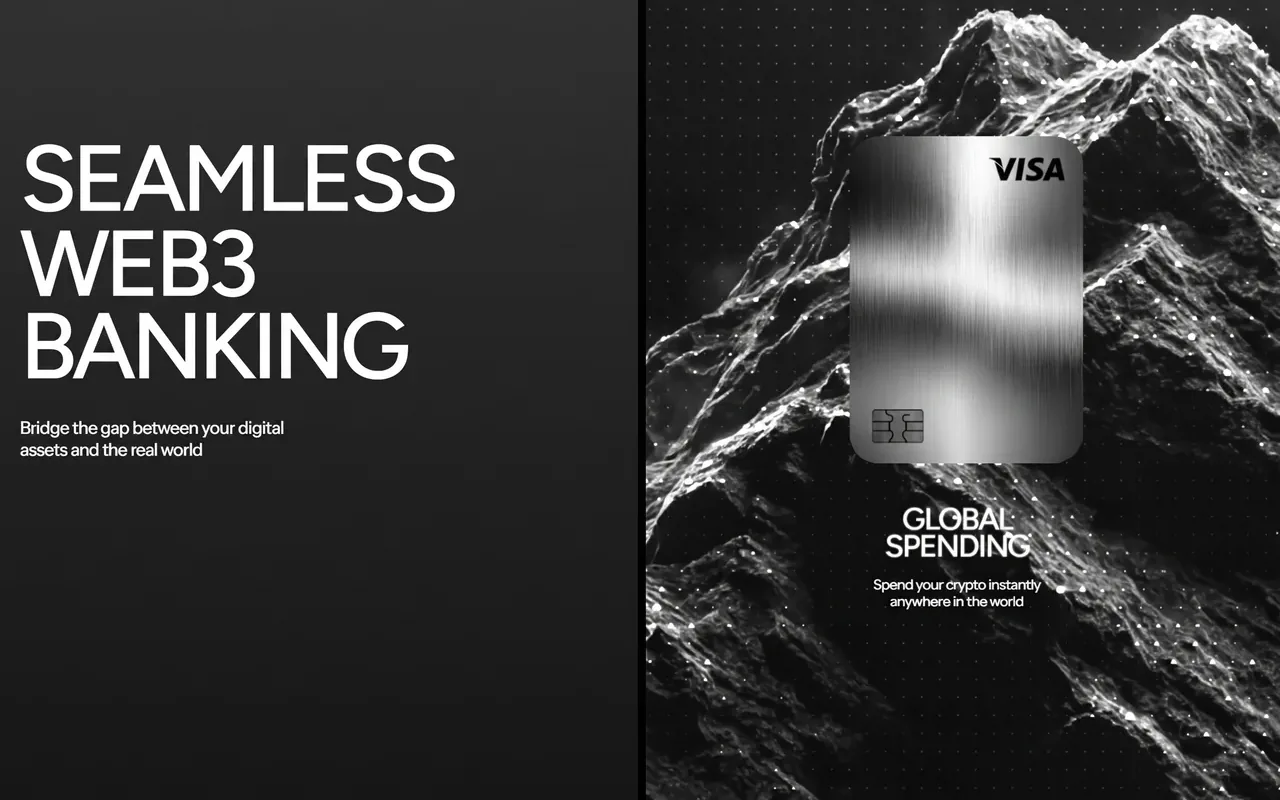 SEAMLESS
WEB3
BANKING
Bridge the gap between your digital
assets and the real world
VISA
GLOBAL
SPENDING
Spend your crypto instantly
anywhere in the world